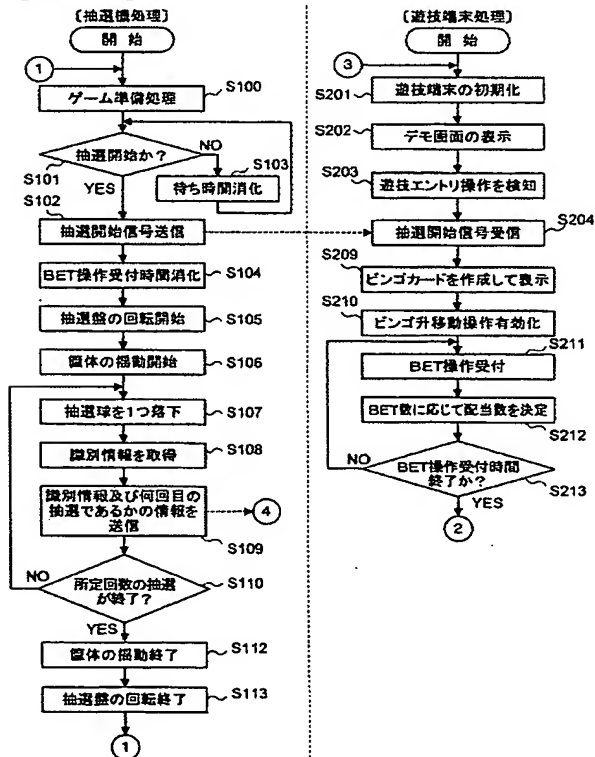 〔抽選機処理〕
開始
1
ゲーム準備処理
S100
抽選開始か？
NO
S101
YES
S103
待ち時間消化
S102
抽選開始信号送信
BET操作受付時間消化
S104
抽選盤の回転開始
S105
筐体の揺動開始
S106
抽選球を1つ落下
S107
識別情報を取得
S108
識別情報及び何回目の
抽選であるかの情報を
送信
4
S109
NO
所定回数の抽選
が終了？
S110
YES
筐体の揺動終了
S112
抽選盤の回転終了
S113
1
〔遊技端末処理〕
開始
3
S201
遊技端末の初期化
S202
デモ画面の表示
S203
遊技エントリ操作を検知
抽選開始信号受信
S204
S209
ビンゴカードを作成して表示
S210
ビンゴ升移動操作有効化
S211
BET操作受付
BET数に応じて配当数を決定
S212
NO
BET操作受付時間
終了か？
S213
YES
2